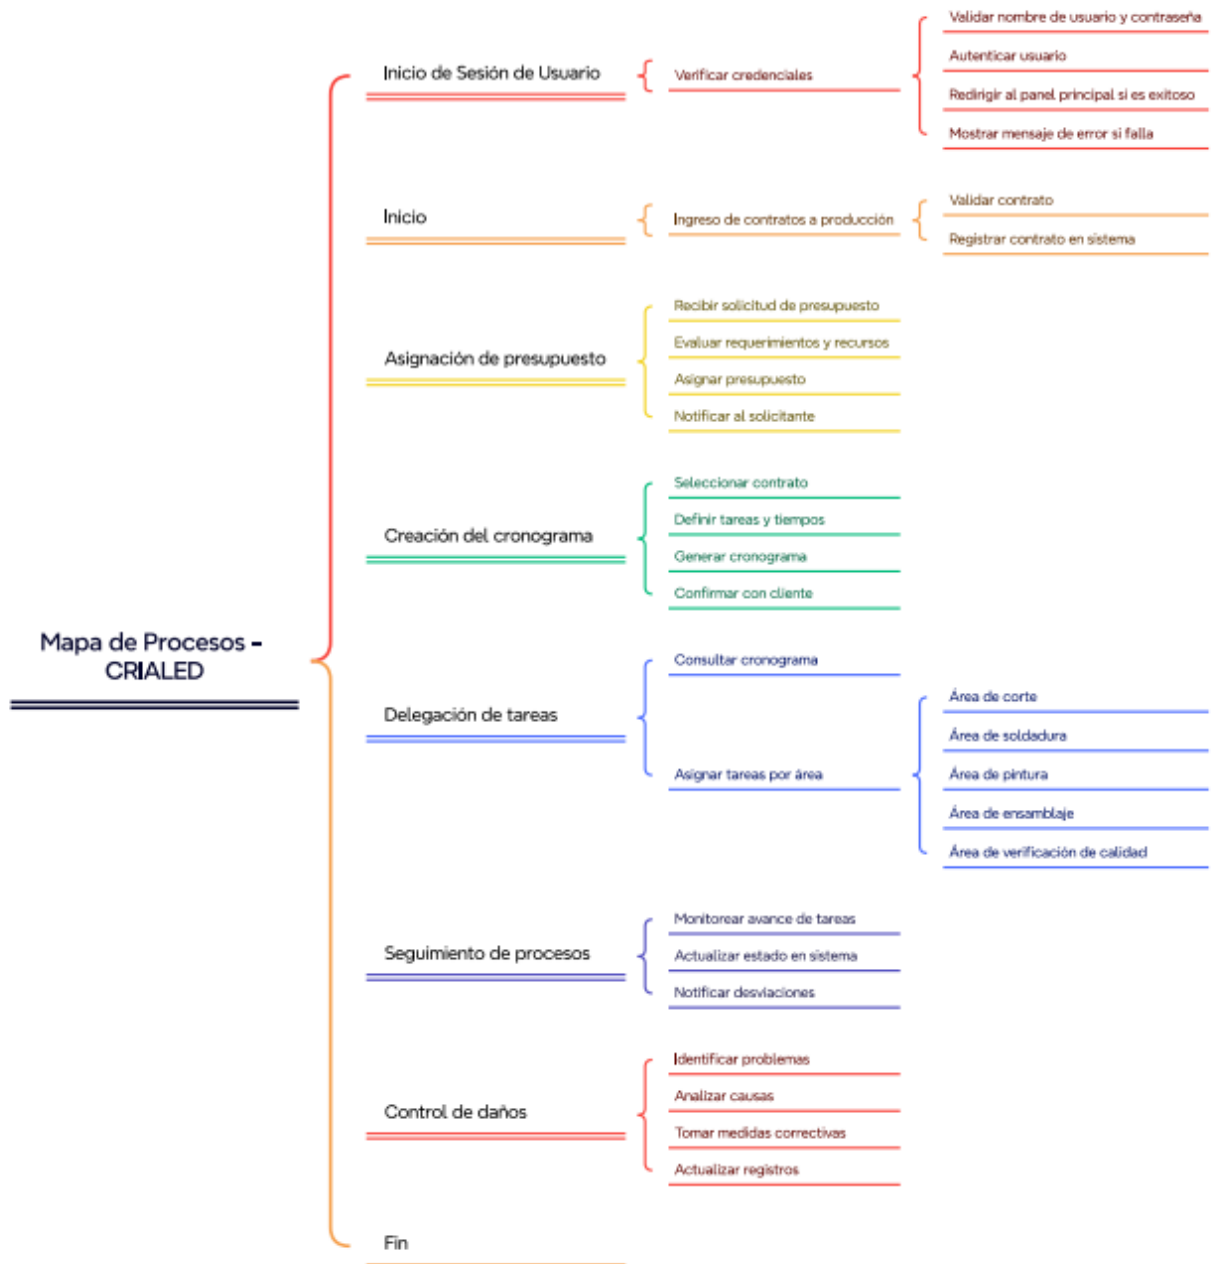 Mapa de Procesos -
CRIALED
Inicio de Sesión de Usuario
Verificar credenciales
Validar nombre de usuario y contraseña
Autenticar usuario
Redirigir al panel principal si es exitoso
Mostrar mensaje de error si falla
Inicio
Ingreso de contratos a producción
Validar contrato
Registrar contrato en sistema
Asignación de presupuesto
Recibir solicitud de presupuesto
Evaluar requerimientos y recursos
Asignar presupuesto
Notificar al solicitante
Creación del cronograma
Seleccionar contrato
Definir tareas y tiempos
Generar cronograma
Confirmar con cliente
Delegación de tareas
Consultar cronograma
Asignar tareas por área
Área de corte
Área de soldadura
Área de pintura
Área de ensamblaje
Área de verificación de calidad
Seguimiento de procesos
Monitorear avance de tareas
Actualizar estado en sistema
Notificar desviaciones
Control de daños
Identificar problemas
Analizar causas
Tomar medidas correctivas
Actualizar registros
Fin